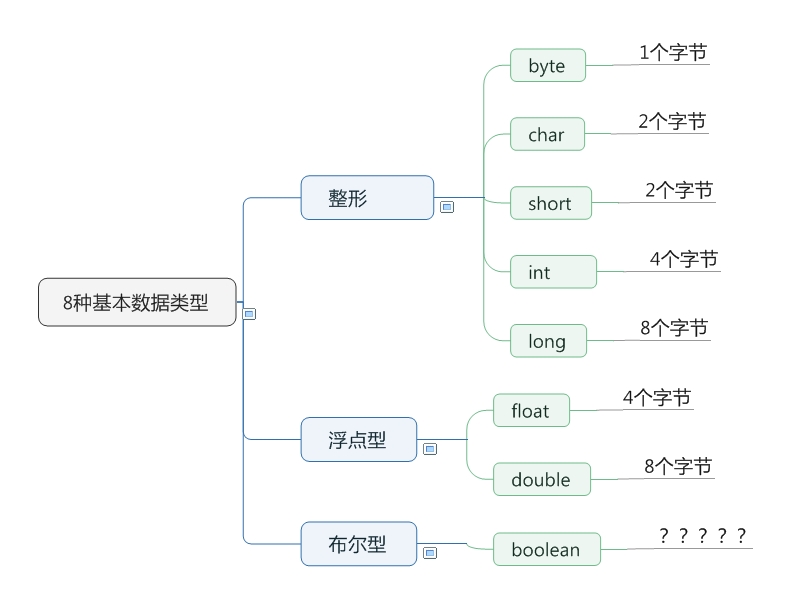 8种基本数据类型
整形
byte
1个字节
char
2个字节
short
2个字节
int
4个字节
long
8个字节
浮点型
float
4个字节
double
8个字节
布尔型
boolean
？？？？？